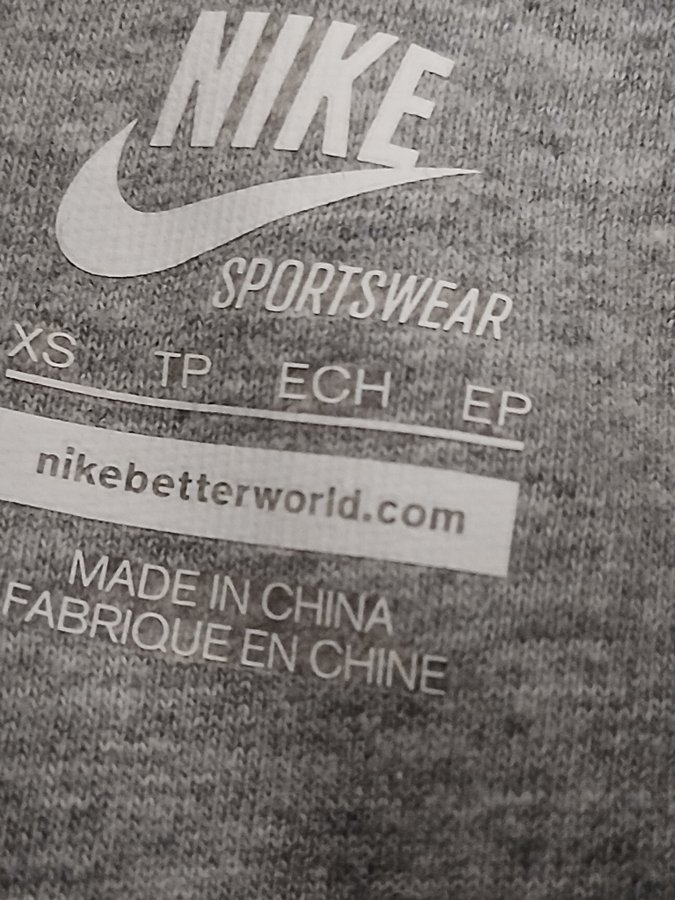 NIKE
SPORTSWEAR
XS TP ECH EP
nikebetterworld.com
MADE IN CHINA
FABRIQUE EN CHINE